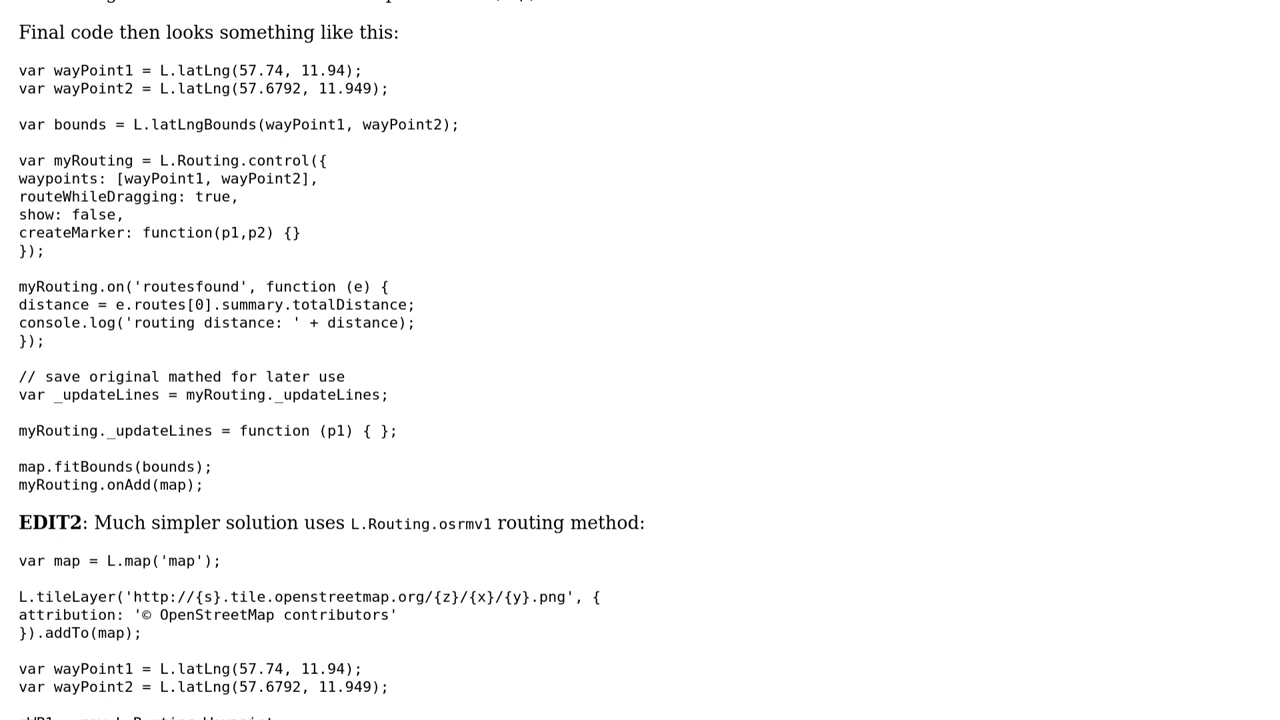 Final code then looks something like this:
var wayPoint1 = L.latLng(57.74, 11.94);
var wayPoint2 = L.latLng(57.6792, 11.949);
var bounds = L.latLngBounds(wayPoint1, wayPoint2);
var myRouting = L.Routing.control({
waypoints: [wayPoint1, wayPoint2],
routeWhileDragging: true,
show: false,
createMarker: function(p1,p2) {}
});
myRouting.on('routesfound', function (e) {
distance = e.routes[0].summary.totalDistance;
console.log('routing distance: ' + distance);
});
// save original mathed for later use
var _updateLines = myRouting._updateLines;
myRouting._updateLines = function (p1) { };
map.fitBounds(bounds);
myRouting.onAdd(map);
EDIT2: Much simpler solution uses L.Routing.osrmv1 routing method:
var map = L.map('map');
L.tileLayer('http://{s}.tile.openstreetmap.org/{z}/{x}/{y}.png', {
attribution: '© OpenStreetMap contributors'
}).addTo(map);
var wayPoint1 = L.latLng(57.74, 11.94);
var wayPoint2 = L.latLng(57.6792, 11.949);